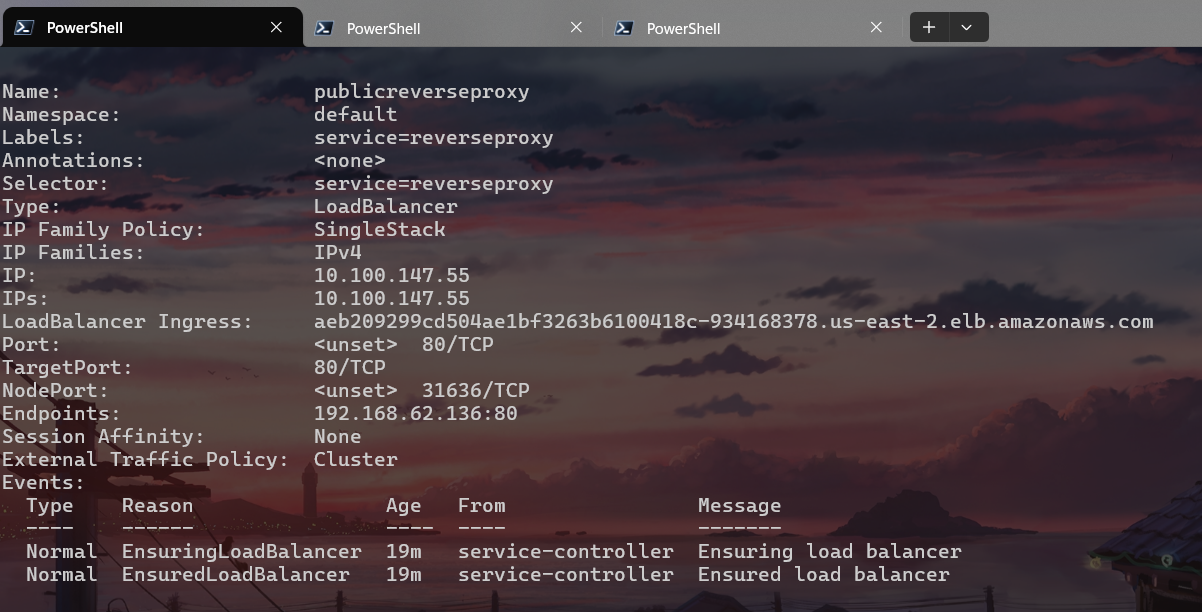 PowerShell PowerShell PowerShell
Name: publicreverseproxy
Namespace: default
Labels: service=reverseproxy
Annotations: <none>
Selector: service=reverseproxy
Type: LoadBalancer
IP Family Policy: SingleStack
IP Families: IPv4
IP: 10.100.147.55
IPs: 10.100.147.55
LoadBalancer Ingress: aeb209299cd504ae1bf3263b6100418c-934168378.us-east-2.elb.amazonaws.com
Port: <unset> 80/TCP
TargetPort: 80/TCP
NodePort: <unset> 31636/TCP
Endpoints: 192.168.62.136:80
Session Affinity: None
External Traffic Policy: Cluster
Events:
Type Reason Age From Message
---- ------ ---- ---- -------
Normal EnsuringLoadBalancer 19m service-controller Ensuring load balancer
Normal EnsuredLoadBalancer 19m service-controller Ensured load balancer